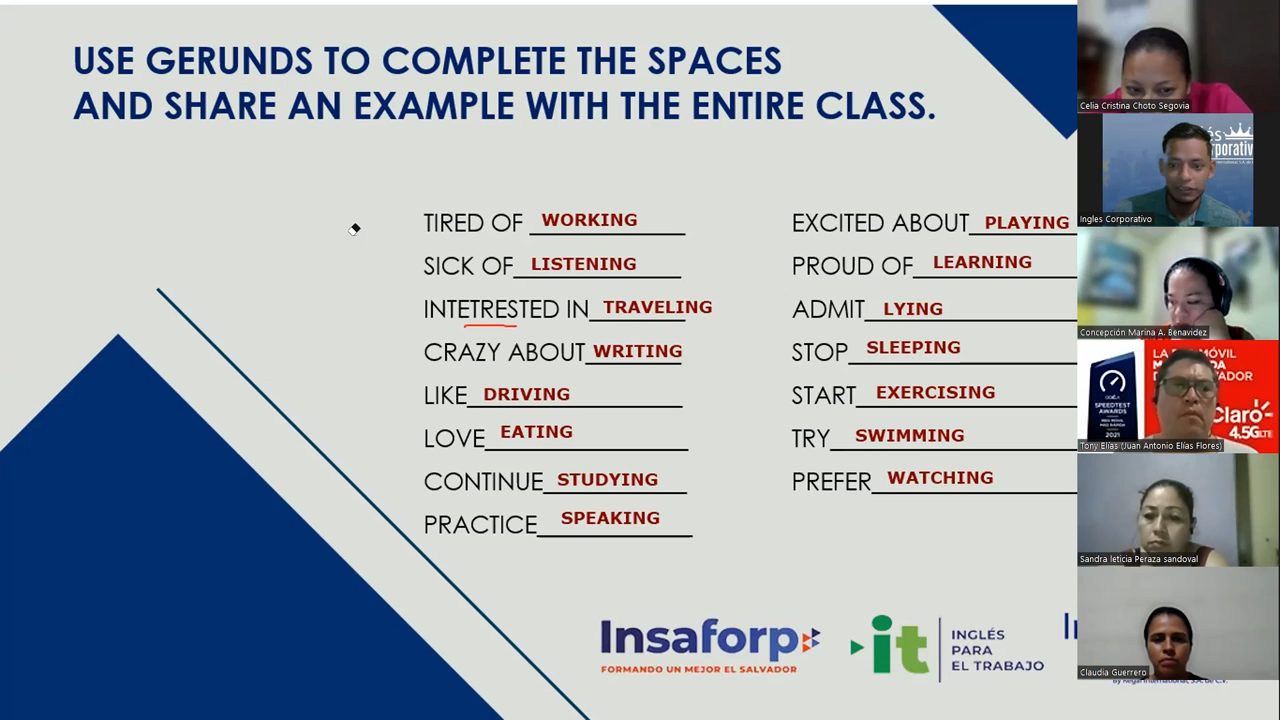 USE GERUNDS TO COMPLETE THE SPACES
AND SHARE AN EXAMPLE WITH THE ENTIRE CLASS.
TIRED OF WORKING
SICK OF LISTENING
INTETRESTED IN TRAVELING
CRAZY ABOUT WRITING
LIKE DRIVING
LOVE EATING
CONTINUE STUDYING
PRACTICE SPEAKING
EXCITED ABOUT PLAYING
PROUD OF LEARNING
ADMIT LYING
STOP SLEEPING
START EXERCISING
TRY SWIMMING
PREFER WATCHING
Insaforp
FORMANDO UN MEJOR EL SALVADOR
it
INGLÉS
PARA
EL TRABAJO
Celia Cristina Choto Segovia
Ingles Corporativo
Concepción Marina A. Benavidez
SPEEDTEST
AWARDS
2021
Claro
4.5G LTE
Tony Elías (Juan Antonio Elías Flores)
Sandra leticia Peraza sandoval
Claudia Guerrero